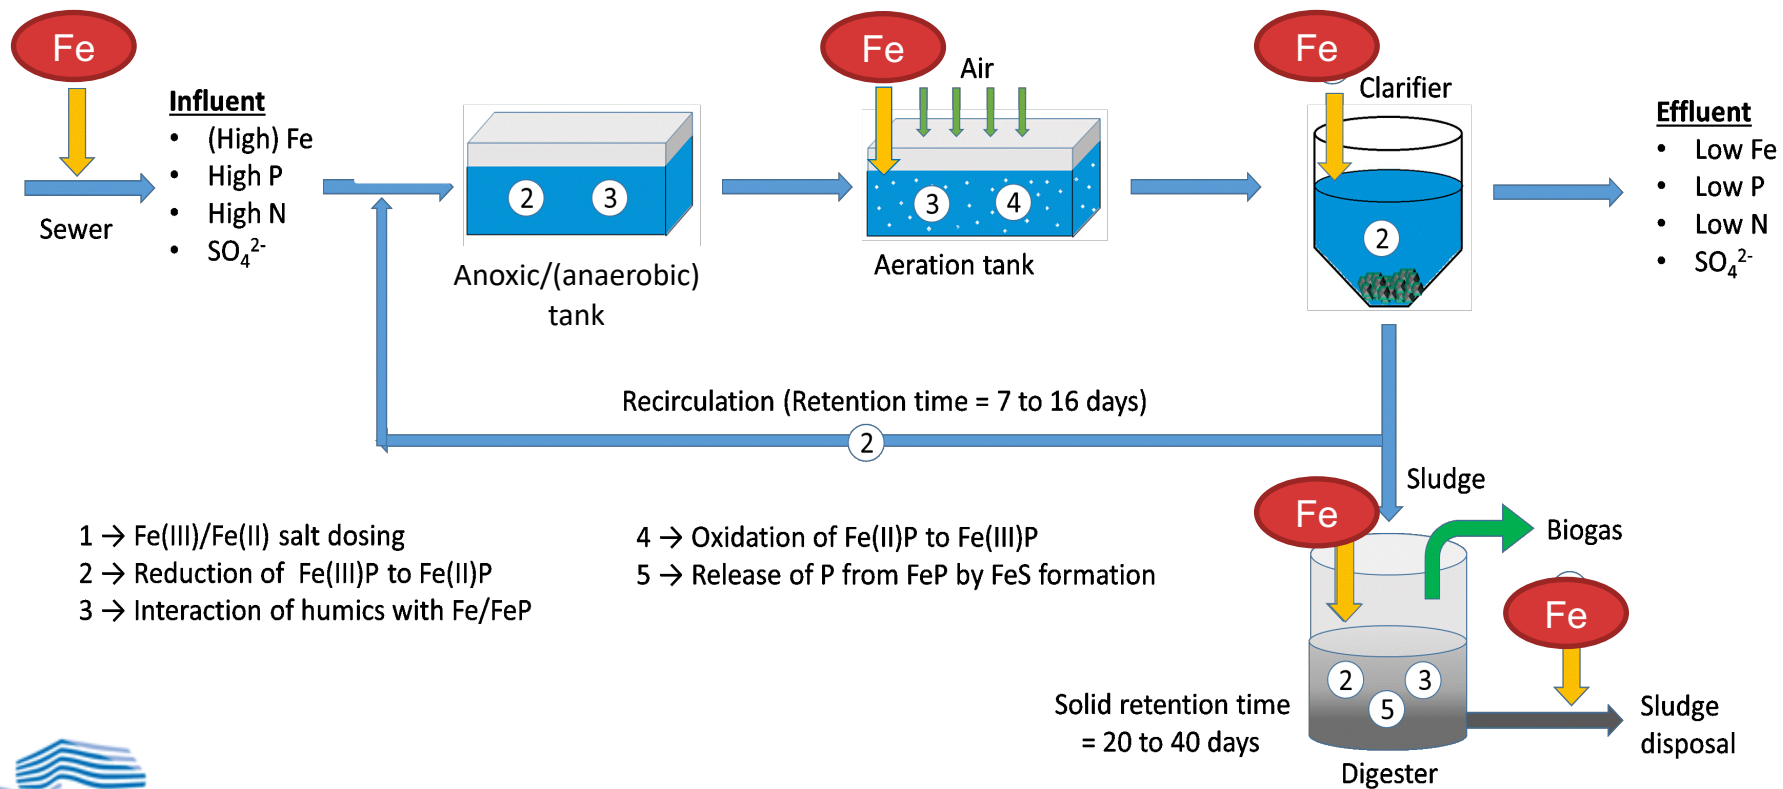 Fe
Sewer
Influent
• (High) Fe
• High P
• High N
• SO₄²⁻
2 3
Anoxic/(anaerobic)
tank
Fe
Air
3 4
Aeration tank
Fe
Clarifier
2
Effluent
• Low Fe
• Low P
• Low N
• SO₄²⁻
Recirculation (Retention time = 7 to 16 days)
2
Sludge
1 → Fe(III)/Fe(II) salt dosing
2 → Reduction of Fe(III)P to Fe(II)P
3 → Interaction of humics with Fe/FeP
4 → Oxidation of Fe(II)P to Fe(III)P
5 → Release of P from FeP by FeS formation
Fe
Biogas
Fe
2 3
5
Solid retention time
= 20 to 40 days
Digester
Sludge
disposal